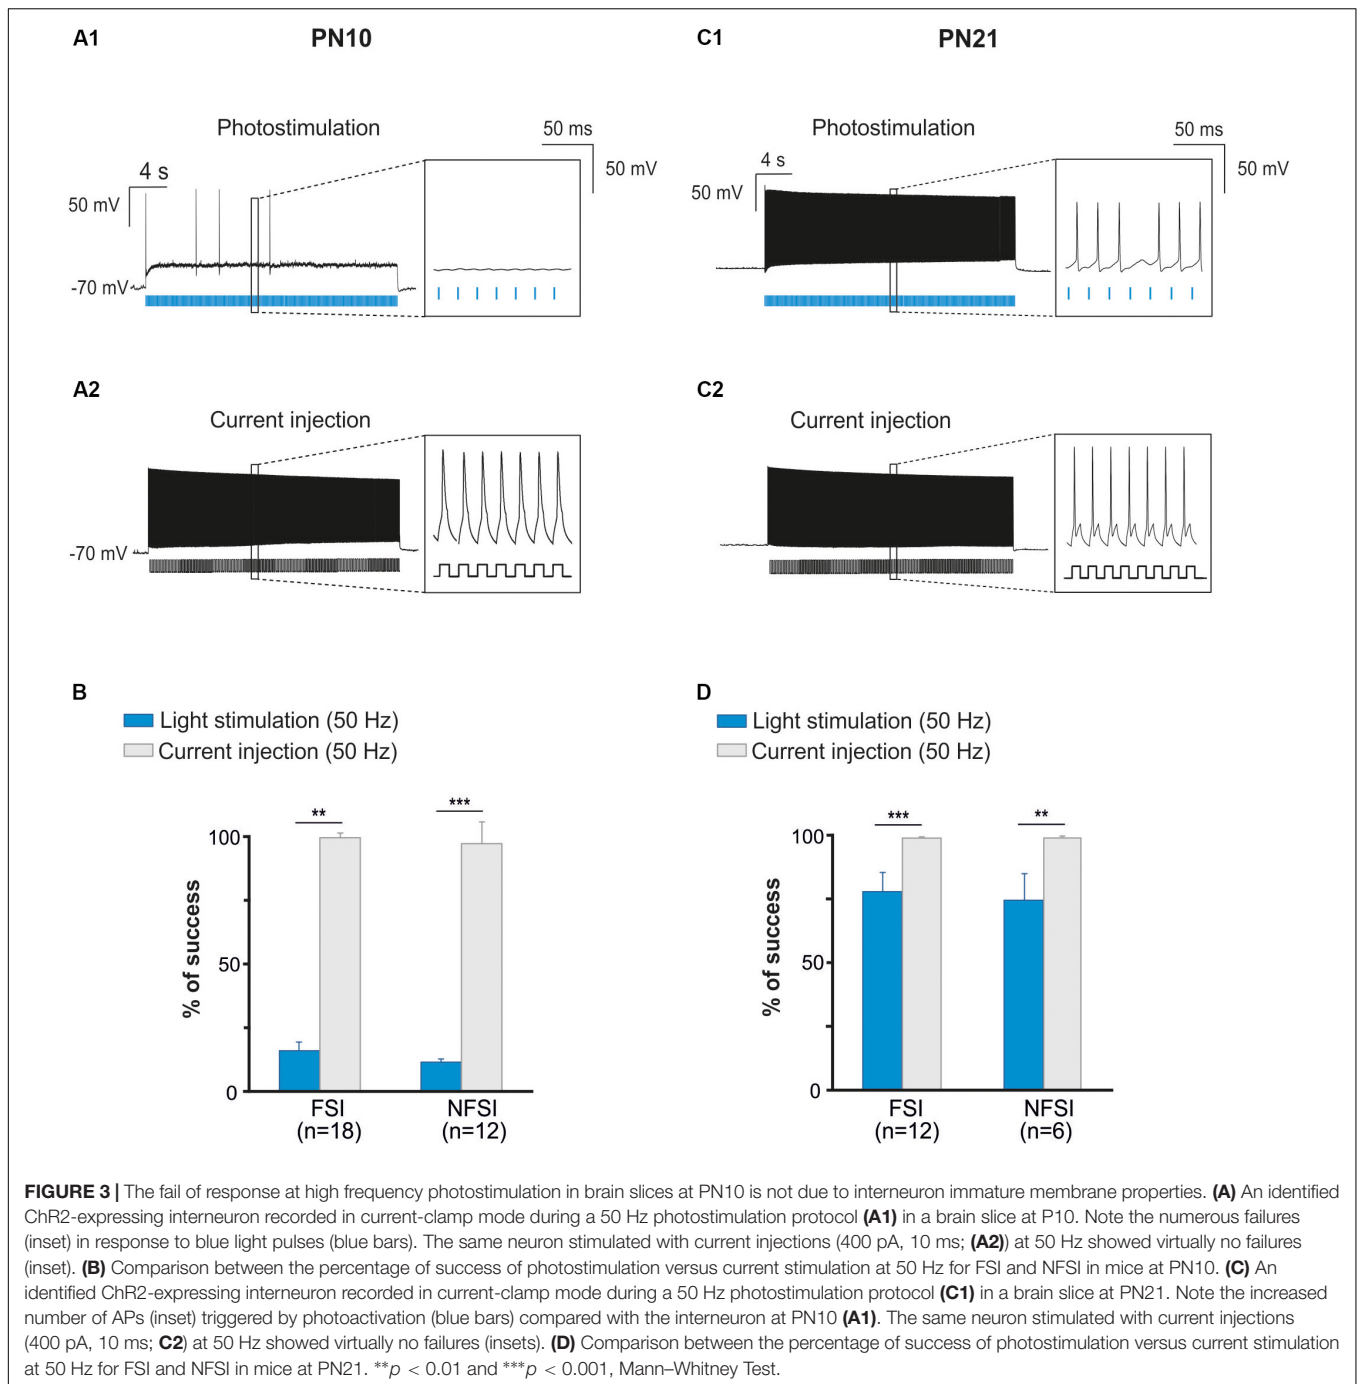 A1
PN10
Photostimulation
50 ms
50 mV
4 s
50 mV
-70 mV
A2
Current injection
-70 mV
B
Light stimulation (50 Hz)
Current injection (50 Hz)
**
***
100
50
0
% of success
FSI
(n=18)
NFSI
(n=12)
C1
PN21
Photostimulation
50 ms
50 mV
4 s
50 mV
C2
Current injection
D
Light stimulation (50 Hz)
Current injection (50 Hz)
***
**
100
50
0
% of success
FSI
(n=12)
NFSI
(n=6)
FIGURE 3 | The fail of response at high frequency photostimulation in brain slices at PN10 is not due to interneuron immature membrane properties. (A) An identified
ChR2-expressing interneuron recorded in current-clamp mode during a 50 Hz photostimulation protocol (A1) in a brain slice at P10. Note the numerous failures
(inset) in response to blue light pulses (blue bars). The same neuron stimulated with current injections (400 pA, 10 ms; (A2)) at 50 Hz showed virtually no failures
(inset). (B) Comparison between the percentage of success of photostimulation versus current stimulation at 50 Hz for FSI and NFSI in mice at PN10. (C) An
identified ChR2-expressing interneuron recorded in current-clamp mode during a 50 Hz photostimulation protocol (C1) in a brain slice at PN21. Note the increased
number of APs (inset) triggered by photoactivation (blue bars) compared with the interneuron at PN10 (A1). The same neuron stimulated with current injections
(400 pA, 10 ms; C2) at 50 Hz showed virtually no failures (insets). (D) Comparison between the percentage of success of photostimulation versus current stimulation
at 50 Hz for FSI and NFSI in mice at PN21. **p < 0.01 and ***p < 0.001, Mann–Whitney Test.